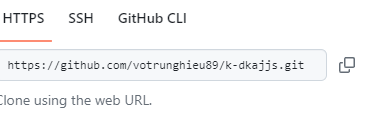 HTTPS SSH GitHub CLI
https://github.com/votrunghieu89/k-dkajjs.git
Clone using the web URL.